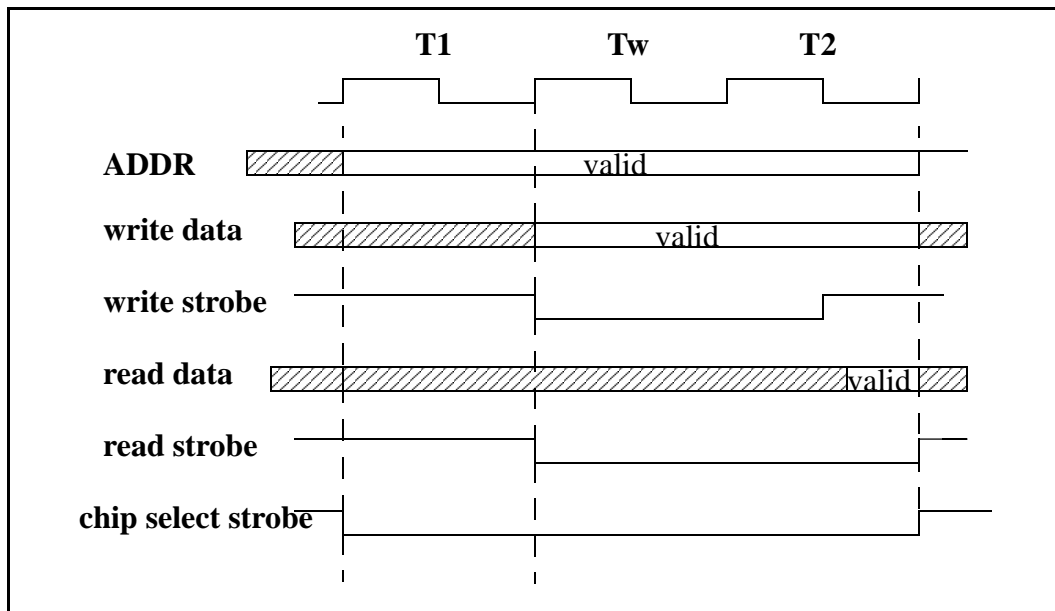 T1 Tw T2
ADDR valid
write data valid
write strobe
read data valid
read strobe
chip select strobe